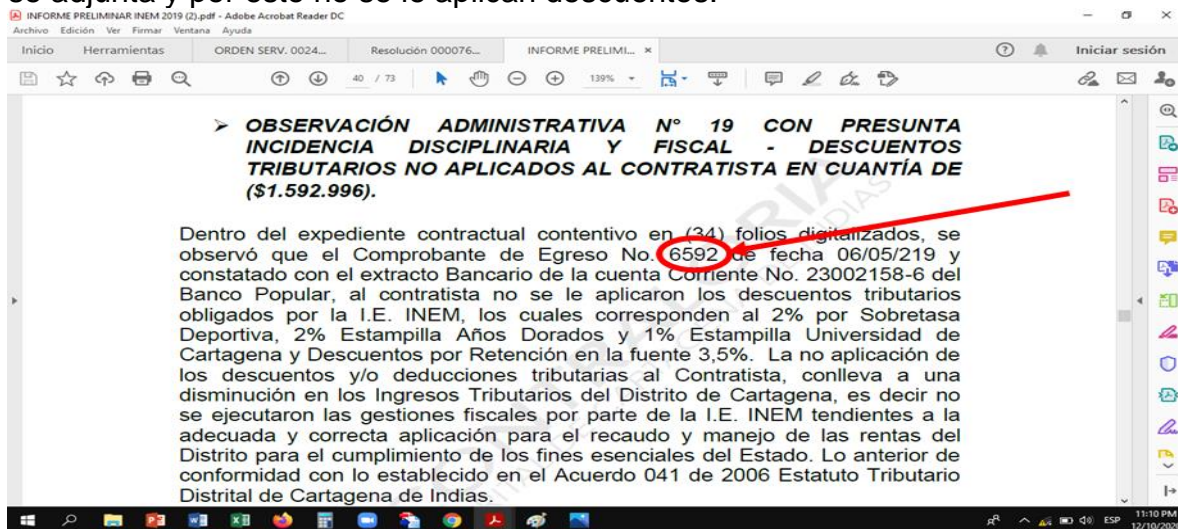 se adjunta y por esto no se le aplican descuentos.
INFORME PRELIMINAR INEM 2019 (2).pdf - Adobe Acrobat Reader DC
Archivo Edición Ver Firmar Ventana Ayuda
Inicio Herramientas ORDEN SERV. 0024... Resolución 000076... INFORME PRELIMI... × Iniciar sesión
40 / 73 139%
➢ OBSERVACIÓN ADMINISTRATIVA N° 19 CON PRESUNTA
INCIDENCIA DISCIPLINARIA Y FISCAL - DESCUENTOS
TRIBUTARIOS NO APLICADOS AL CONTRATISTA EN CUANTÍA DE
($1.592.996).
Dentro del expediente contractual contentivo en (34) folios digitalizados, se
observó que el Comprobante de Egreso No. 6592 de fecha 06/05/219 y
constatado con el extracto Bancario de la cuenta Corriente No. 23002158-6 del
Banco Popular, al contratista no se le aplicaron los descuentos tributarios
obligados por la I.E. INEM, los cuales corresponden al 2% por Sobretasa
Deportiva, 2% Estampilla Años Dorados y 1% Estampilla Universidad de
Cartagena y Descuentos por Retención en la fuente 3,5%. La no aplicación de
los descuentos y/o deducciones tributarias al Contratista, conlleva a una
disminución en los Ingresos Tributarios del Distrito de Cartagena, es decir no
se ejecutaron las gestiones fiscales por parte de la I.E. INEM tendientes a la
adecuada y correcta aplicación para el recaudo y manejo de las rentas del
Distrito para el cumplimiento de los fines esenciales del Estado. Lo anterior de
conformidad con lo establecido en el Acuerdo 041 de 2006 Estatuto Tributario
Distrital de Cartagena de Indias.
ESP 11:10 PM
12/10/2020